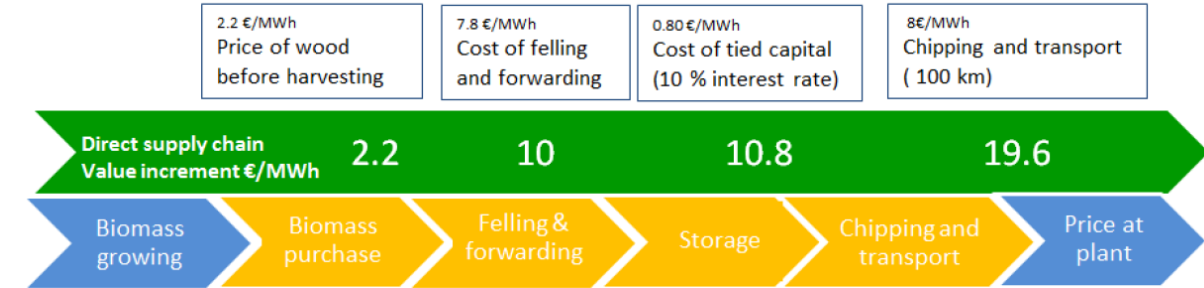 2.2 €/MWh
Price of wood
before harvesting
7.8 €/MWh
Cost of felling
and forwarding
0.80 €/MWh
Cost of tied capital
(10 % interest rate)
8€/MWh
Chipping and transport
( 100 km)
Direct supply chain
Value increment €/MWh
2.2
10
10.8
19.6
Biomass
growing
Biomass
purchase
Felling &
forwarding
Storage
Chipping and
transport
Price at
plant